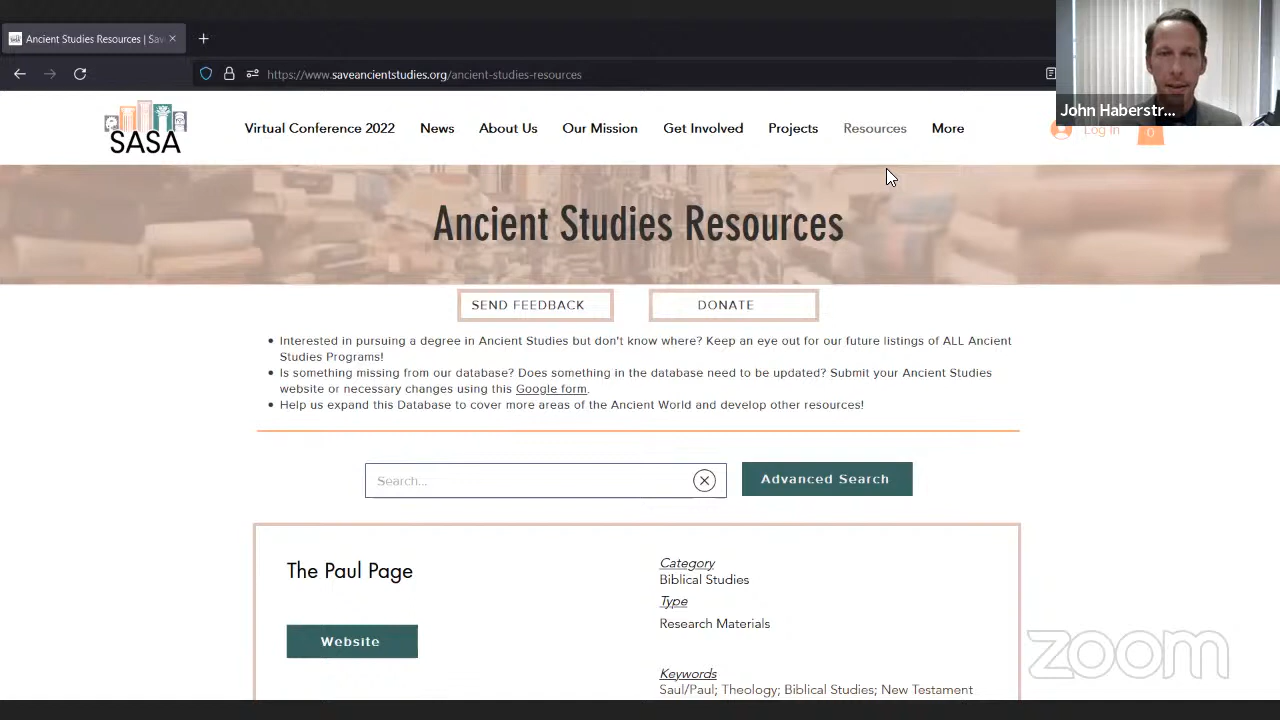 Ancient Studies Resources | Sav
https://www.saveancientstudies.org/ancient-studies-resources
John Haberstr...
SASA
Virtual Conference 2022 News About Us Our Mission Get Involved Projects Resources More
Log In
0
Ancient Studies Resources
SEND FEEDBACK DONATE
Interested in pursuing a degree in Ancient Studies but don't know where? Keep an eye out for our future listings of ALL Ancient
Studies Programs!
Is something missing from our database? Does something in the database need to be updated? Submit your Ancient Studies
website or necessary changes using this Google form.
Help us expand this Database to cover more areas of the Ancient World and develop other resources!
Search... Advanced Search
The Paul Page
Website
Category
Biblical Studies
Type
Research Materials
Keywords
Saul/Paul; Theology; Biblical Studies; New Testament
zoom